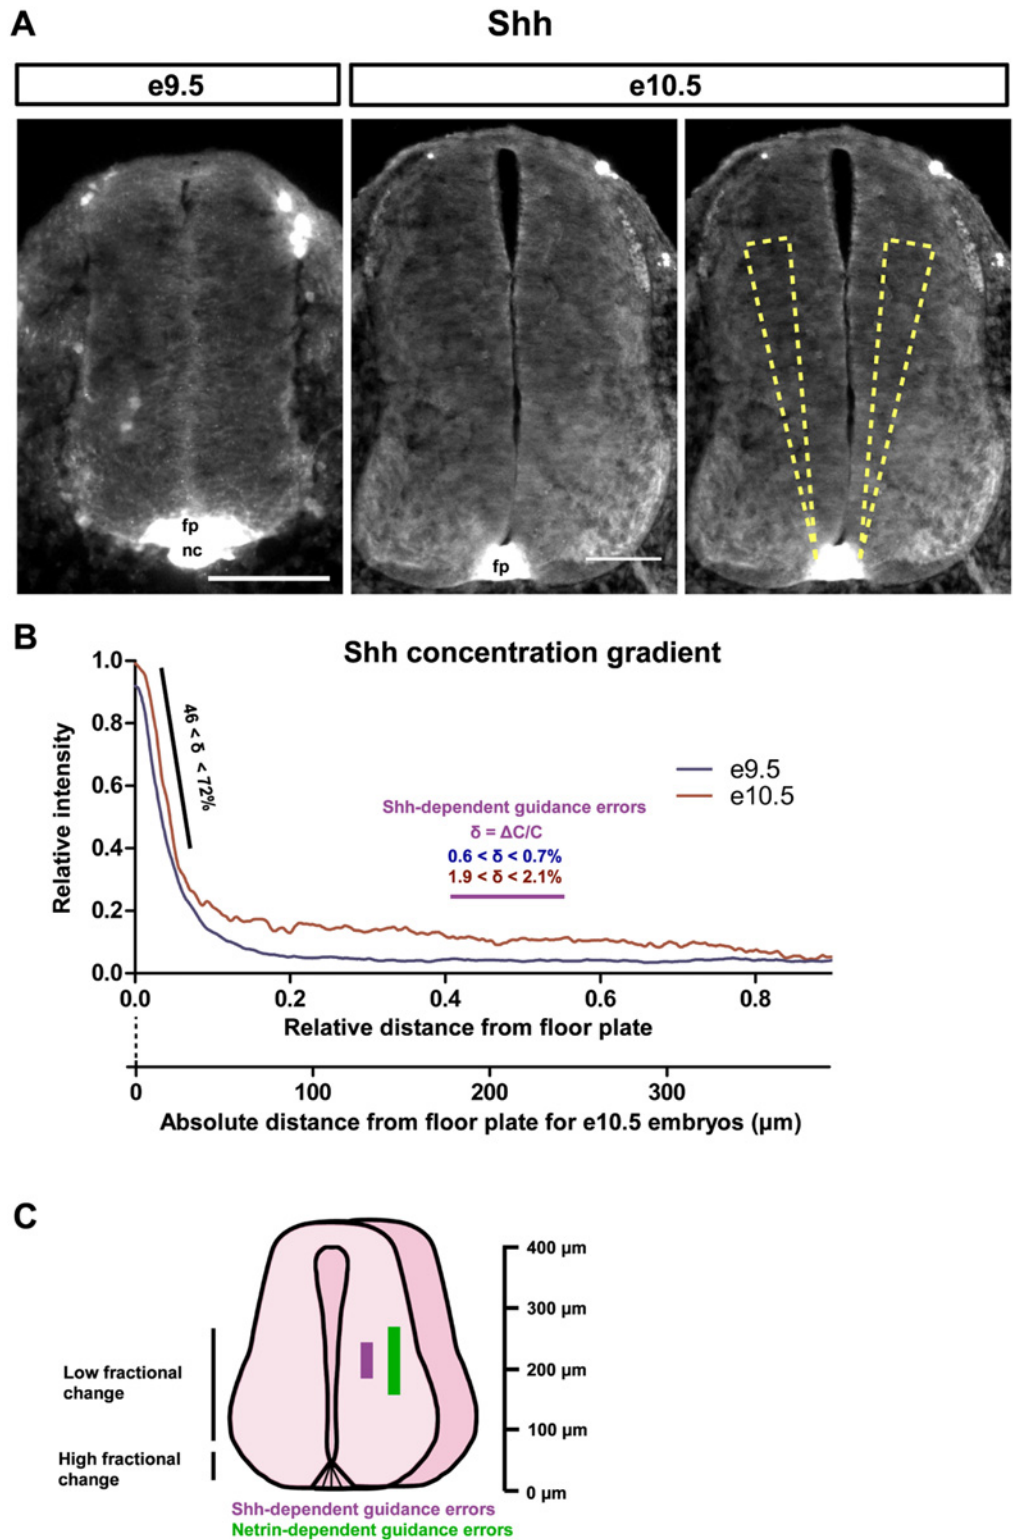 A
Shh
e9.5
e10.5
fp
nc
fp
B
Shh concentration gradient
Relative intensity
1.0
0.8
0.6
0.4
0.2
0.0
46 < δ < 72%
e9.5
e10.5
Shh-dependent guidance errors
δ = ΔC/C
0.6 < δ < 0.7%
1.9 < δ < 2.1%
0.0 0.2 0.4 0.6 0.8
Relative distance from floor plate
0 100 200 300
Absolute distance from floor plate for e10.5 embryos (µm)
C
400 µm
300 µm
200 µm
100 µm
0 µm
Low fractional
change
High fractional
change
Shh-dependent guidance errors
Netrin-dependent guidance errors